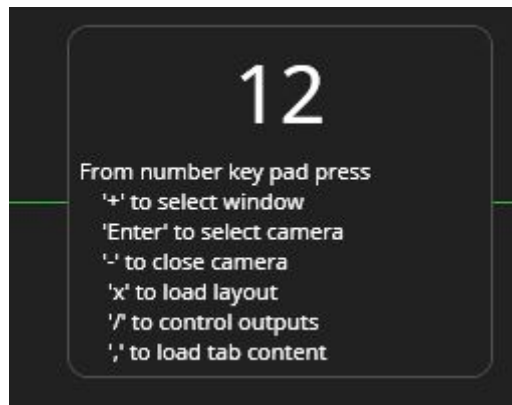 12
From number key pad press
'+' to select window
'Enter' to select camera
'-' to close camera
'x' to load layout
'/' to control outputs
',' to load tab content